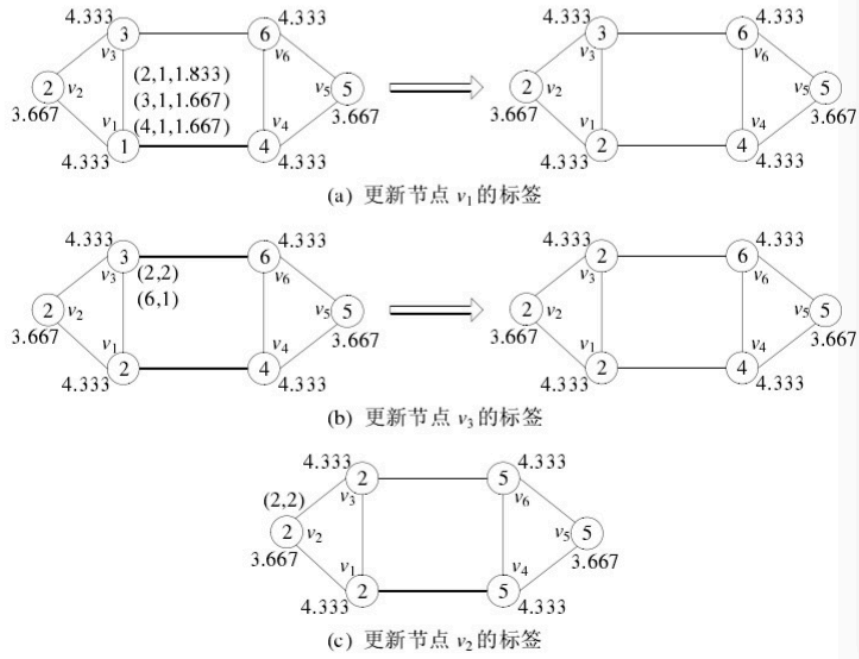 4.333 3 6 4.333 4.333 3 6 4.333
v3 v6 v3 v6
(2,1,1.833)
2 v2 v5 5 2 v2 v5 5
(3,1,1.667)
3.667 3.667 3.667 3.667
v1 (4,1,1.667) v4 v1 v4
4.333 1 4 4.333 4.333 2 4 4.333
(a) 更新节点 v1 的标签
4.333 3 6 4.333 4.333 2 6 4.333
v3 (2,2) v6 v3 v6
(6,1)
2 v2 v5 5 2 v2 v5 5
3.667 3.667 3.667 3.667
v1 v4 v1 v4
4.333 2 4 4.333 4.333 2 4 4.333
(b) 更新节点 v3 的标签
4.333 2 5 4.333
(2,2) v3 v6
2 v2 v5 5
3.667 3.667
v1 v4
4.333 2 5 4.333
(c) 更新节点 v2 的标签